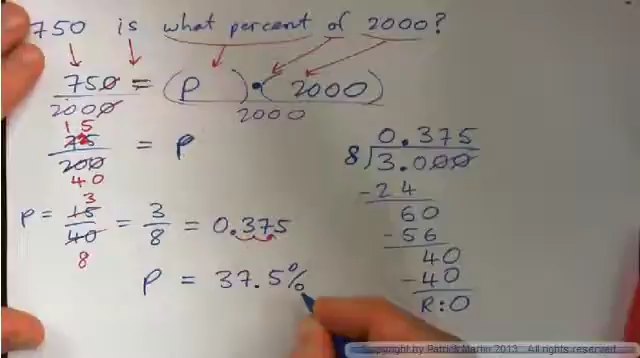 750 is what percent of 2000?
750 = (P) • (2000)
2000 2000
15
75 = P
200
40
3
P = 15 = 3 = 0.375
40 8
8
P = 37.5%
0.375
8)3.000
-24
60
-56
40
-40
R:0
Copyright by Patrick Martin 2013. All rights reserved.